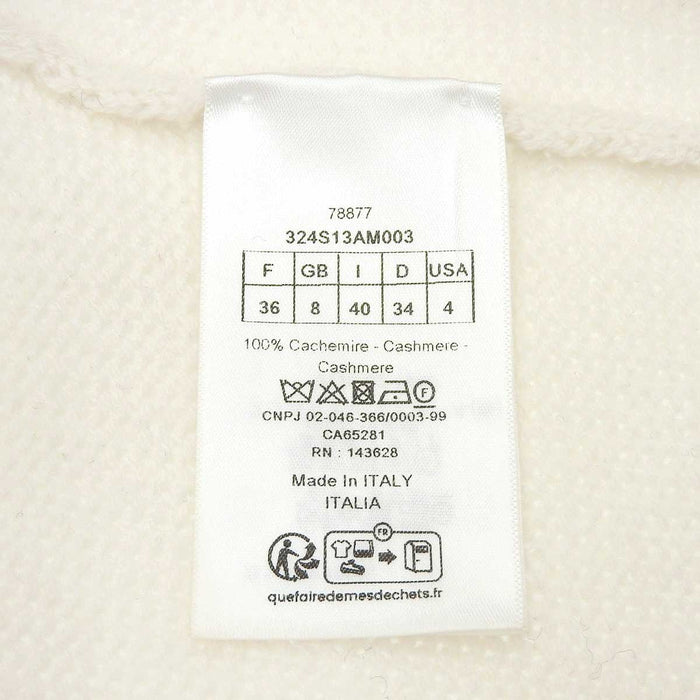 78877
324S13AM003
F GB I D USA
36 8 40 34 4
100% Cachemire - Cashmere -
Cashmere
F
CNPJ 02-046-366/0003-99
CA65281
RN : 143628
Made In ITALY
ITALIA
FR
quefairedemesdechets.fr